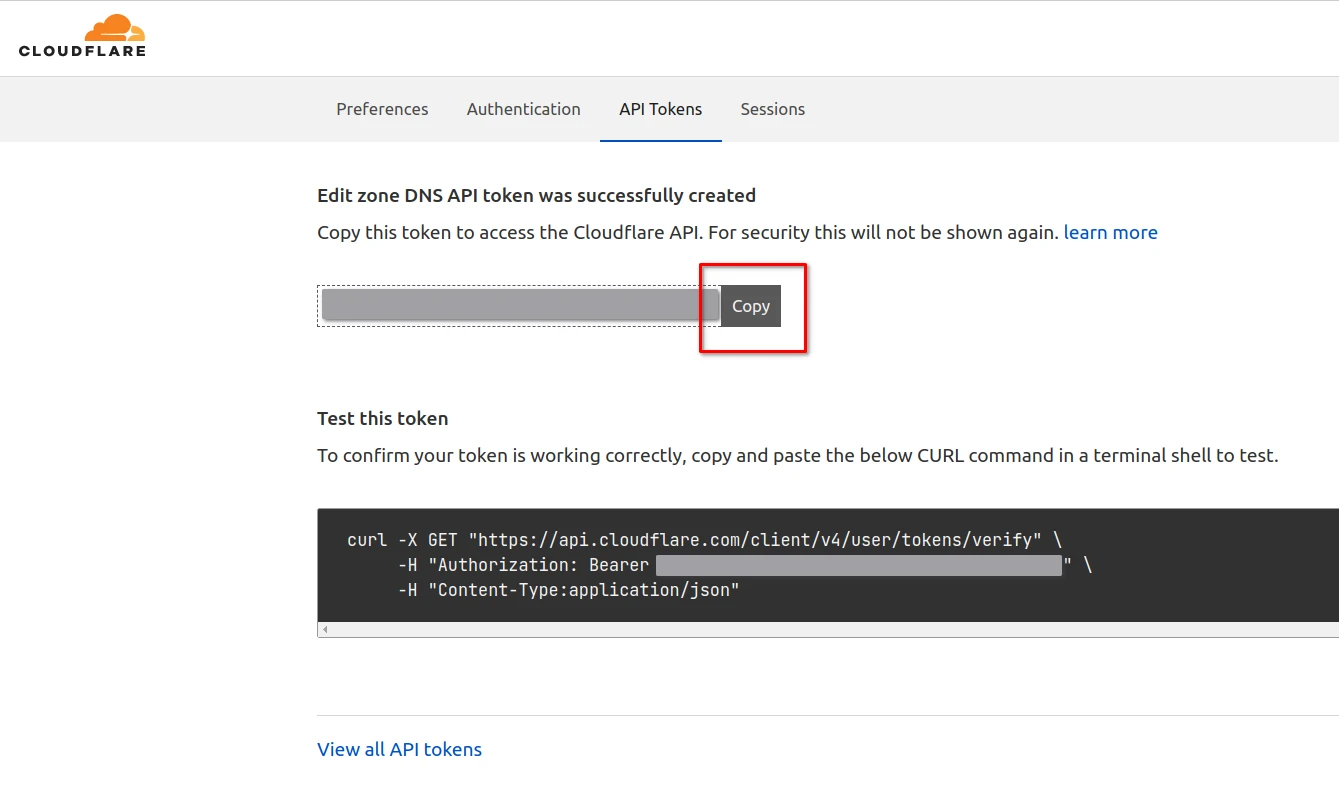 CLOUDFLARE
Preferences Authentication API Tokens Sessions
Edit zone DNS API token was successfully created
Copy this token to access the Cloudflare API. For security this will not be shown again. learn more
Copy
Test this token
To confirm your token is working correctly, copy and paste the below CURL command in a terminal shell to test.
curl -X GET "https://api.cloudflare.com/client/v4/user/tokens/verify" \
-H "Authorization: Bearer " \
-H "Content-Type:application/json"
View all API tokens